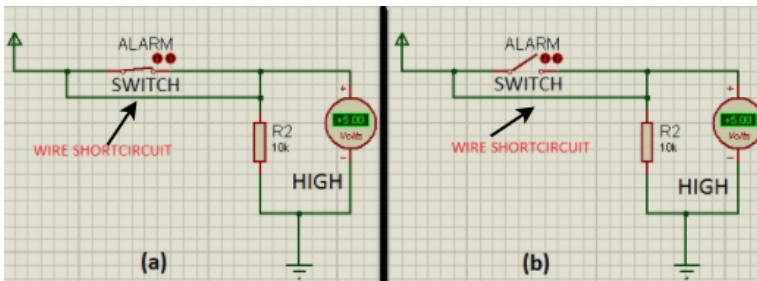 ALARM
SWITCH
WIRE SHORTCIRCUIT
+5.00
Volts
R2
10k
HIGH
(a)
ALARM
SWITCH
WIRE SHORTCIRCUIT
+5.00
Volts
R2
10k
HIGH
(b)